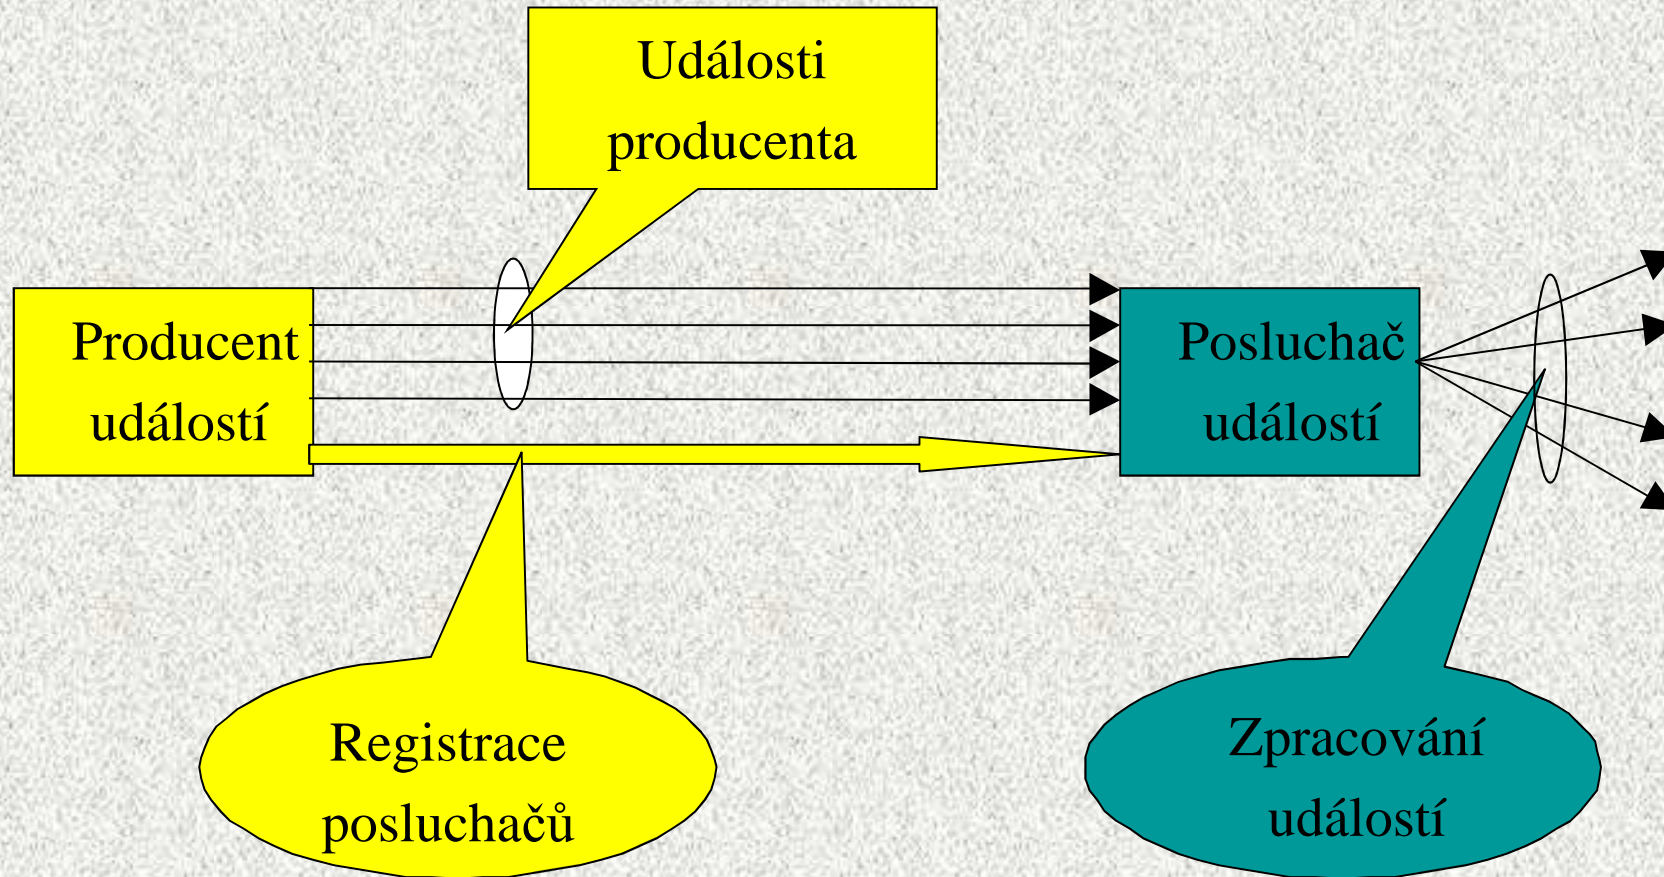 Události
producenta
Producent
událostí
Posluchač
událostí
Registrace
posluchačů
Zpracování
událostí